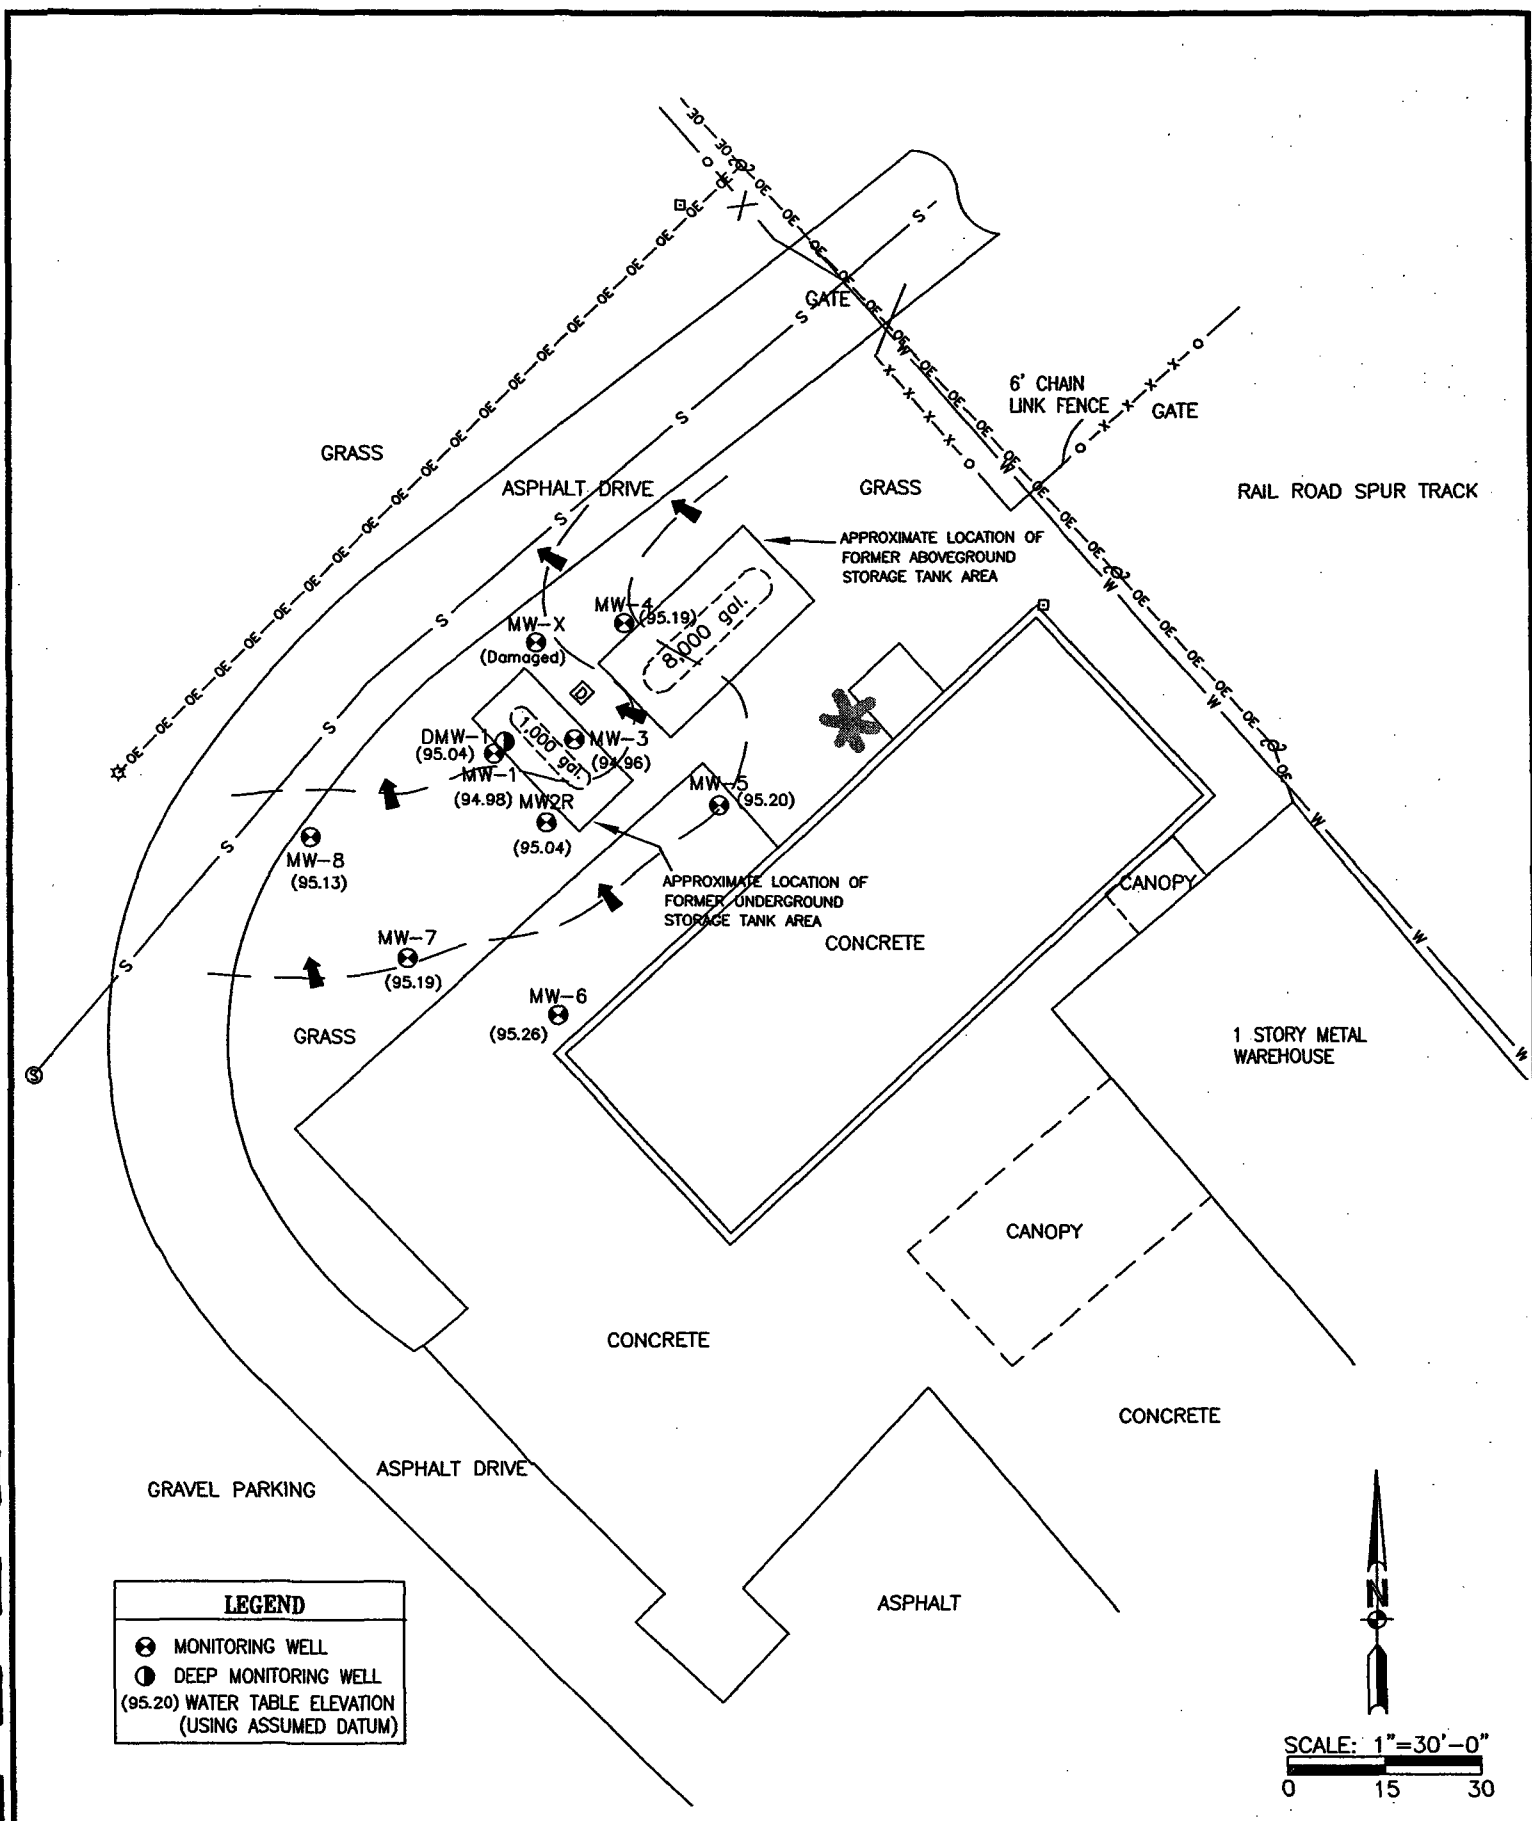 GATE
6' CHAIN
LINK FENCE
GATE
GRASS
ASPHALT DRIVE
GRASS
RAIL ROAD SPUR TRACK
APPROXIMATE LOCATION OF
FORMER ABOVEGROUND
STORAGE TANK AREA
MW-4
(95.19)
8,000 gal.
MW-X
(Damaged)
D
DMW-1
(95.04)
1,000 gal.
MW-3
(94.96)
MW-1
(94.98)
MW2R
(95.04)
MW-5
(95.20)
MW-8
(95.13)
APPROXIMATE LOCATION OF
FORMER UNDERGROUND
STORAGE TANK AREA
CANOPY
CONCRETE
MW-7
(95.19)
MW-6
(95.26)
GRASS
1 STORY METAL
WAREHOUSE
S
CANOPY
CONCRETE
CONCRETE
ASPHALT DRIVE
GRAVEL PARKING
ASPHALT
LEGEND
MONITORING WELL
DEEP MONITORING WELL
(95.20) WATER TABLE ELEVATION
(USING ASSUMED DATUM)
N
SCALE: 1"=30'-0"
0 15 30